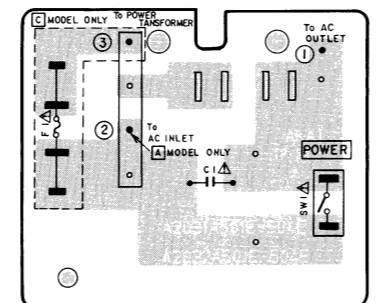 C MODEL ONLY
To POWER
TANSFORMER
③
To AC
OUTLET
①
②
To
AC INLET
A MODEL ONLY
F1
C1
POWER
SW1